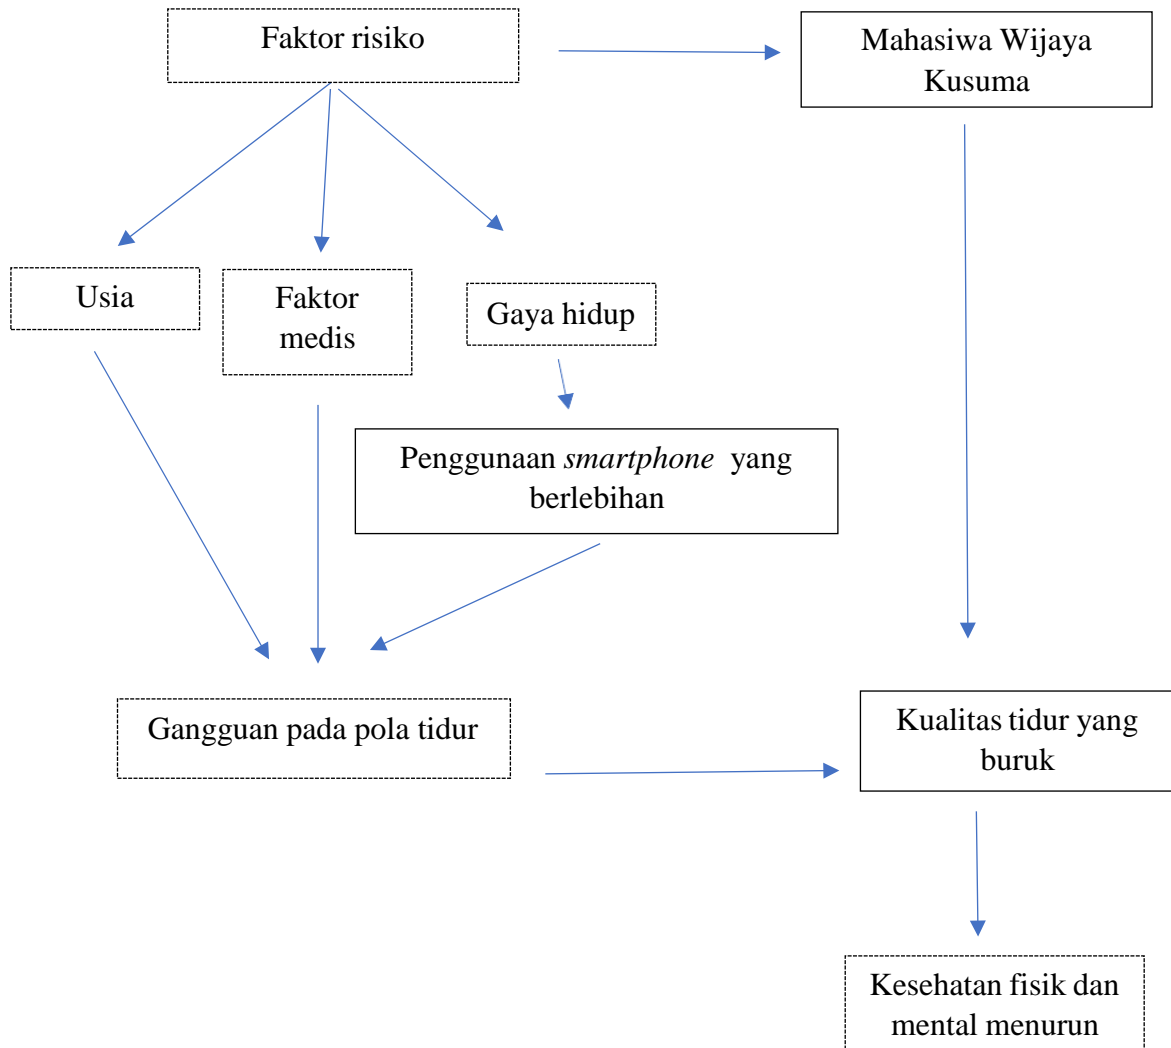 Faktor risiko
Mahasiwa Wijaya
Kusuma
Usia
Faktor
medis
Gaya hidup
Penggunaan smartphone yang
berlebihan
Gangguan pada pola tidur
Kualitas tidur yang
buruk
Kesehatan fisik dan
mental menurun